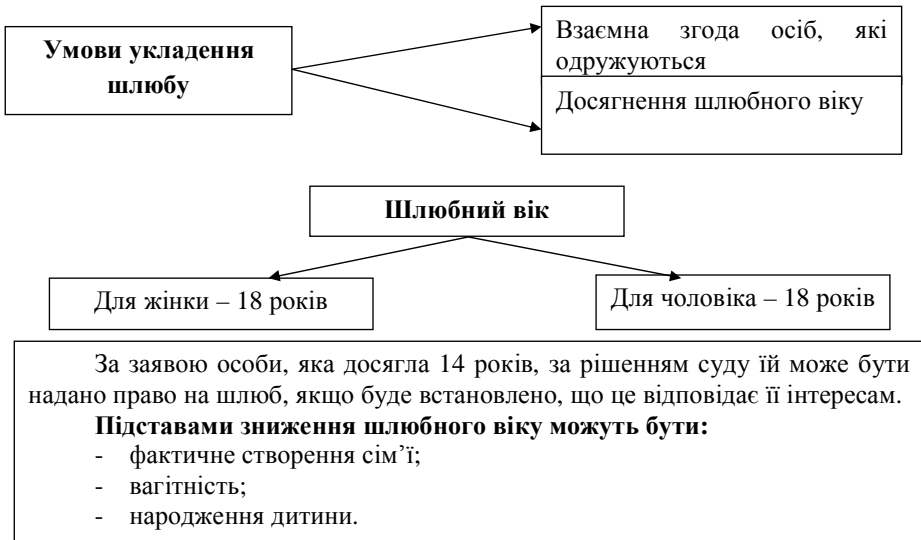 Умови укладення
шлюбу
Взаємна згода осіб, які
одружуються
Досягнення шлюбного віку
Шлюбний вік
Для жінки – 18 років
Для чоловіка – 18 років
За заявою особи, яка досягла 14 років, за рішенням суду їй може бути
надано право на шлюб, якщо буде встановлено, що це відповідає її інтересам.
Підставами зниження шлюбного віку можуть бути:
- фактичне створення сім’ї;
- вагітність;
- народження дитини.